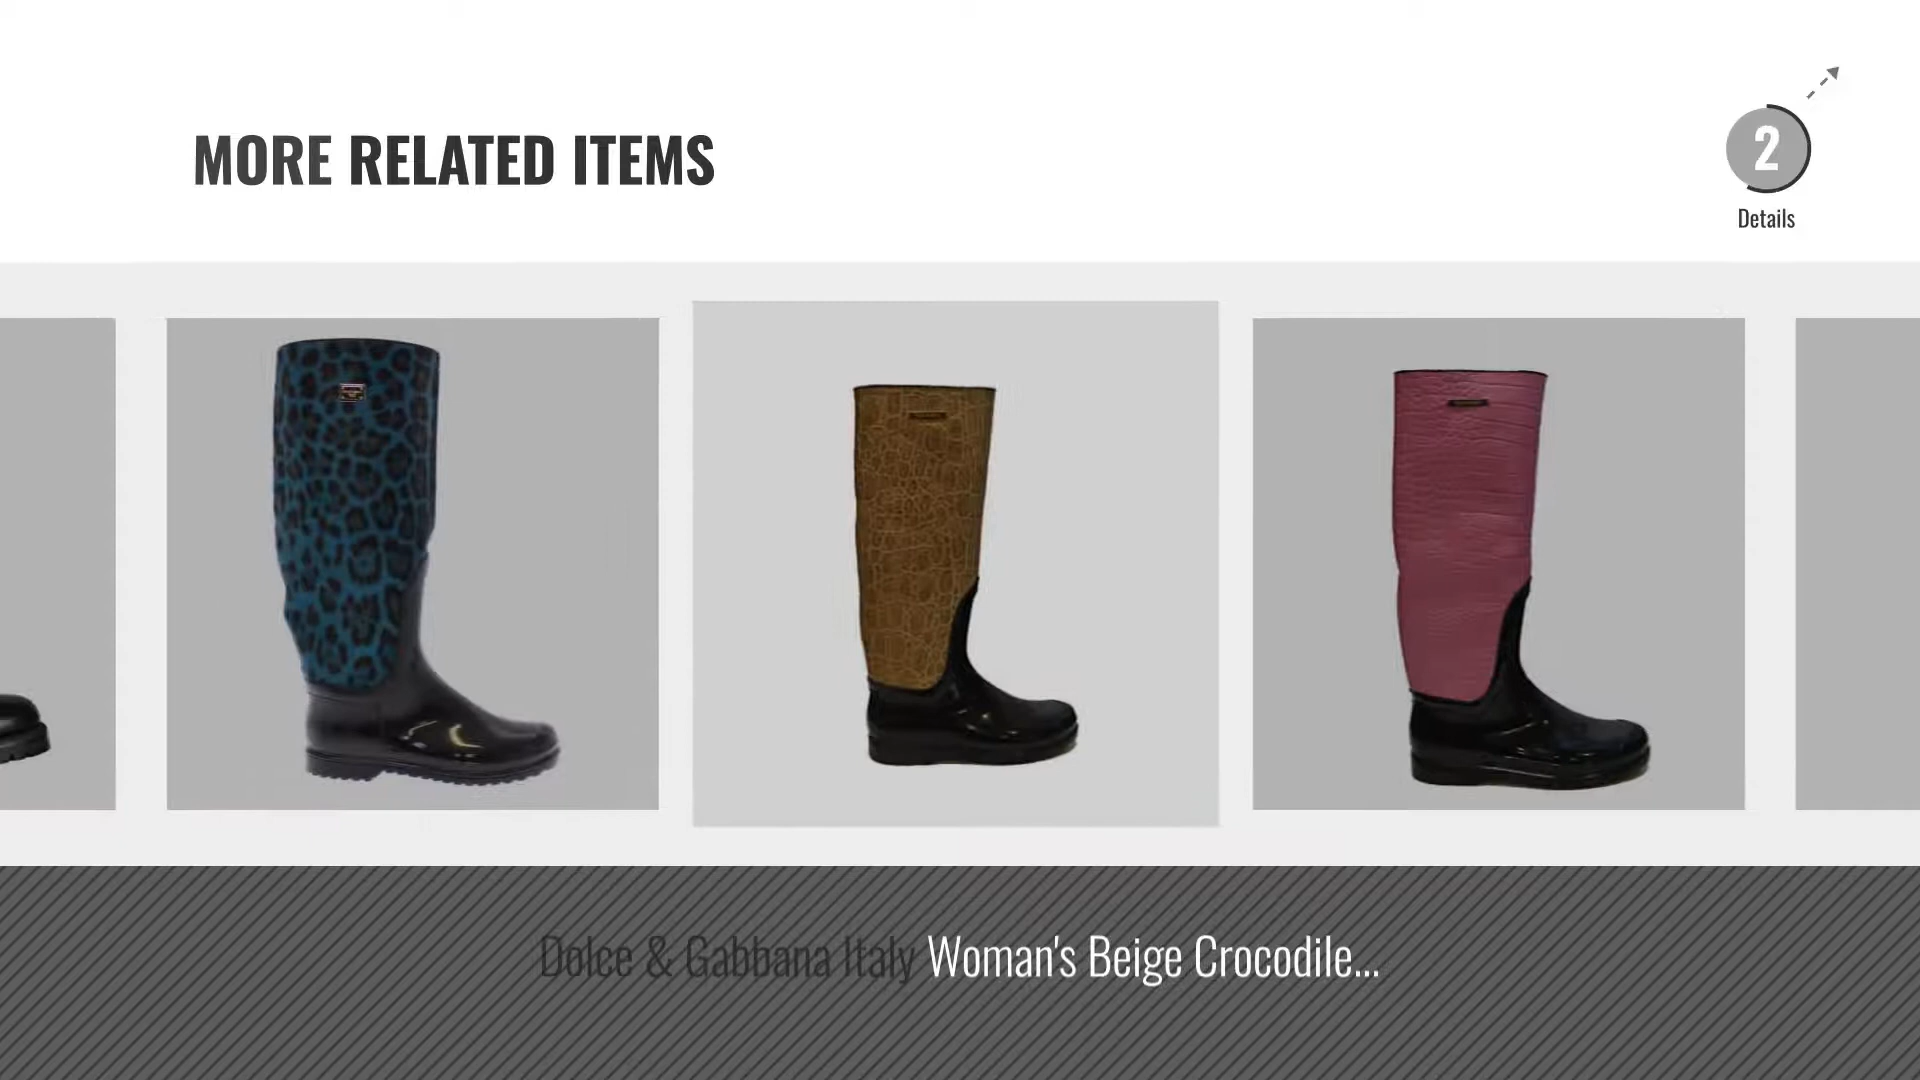 MORE RELATED ITEMS
2
Details
Dolce & Gabbana Italy Woman's Beige Crocodile...